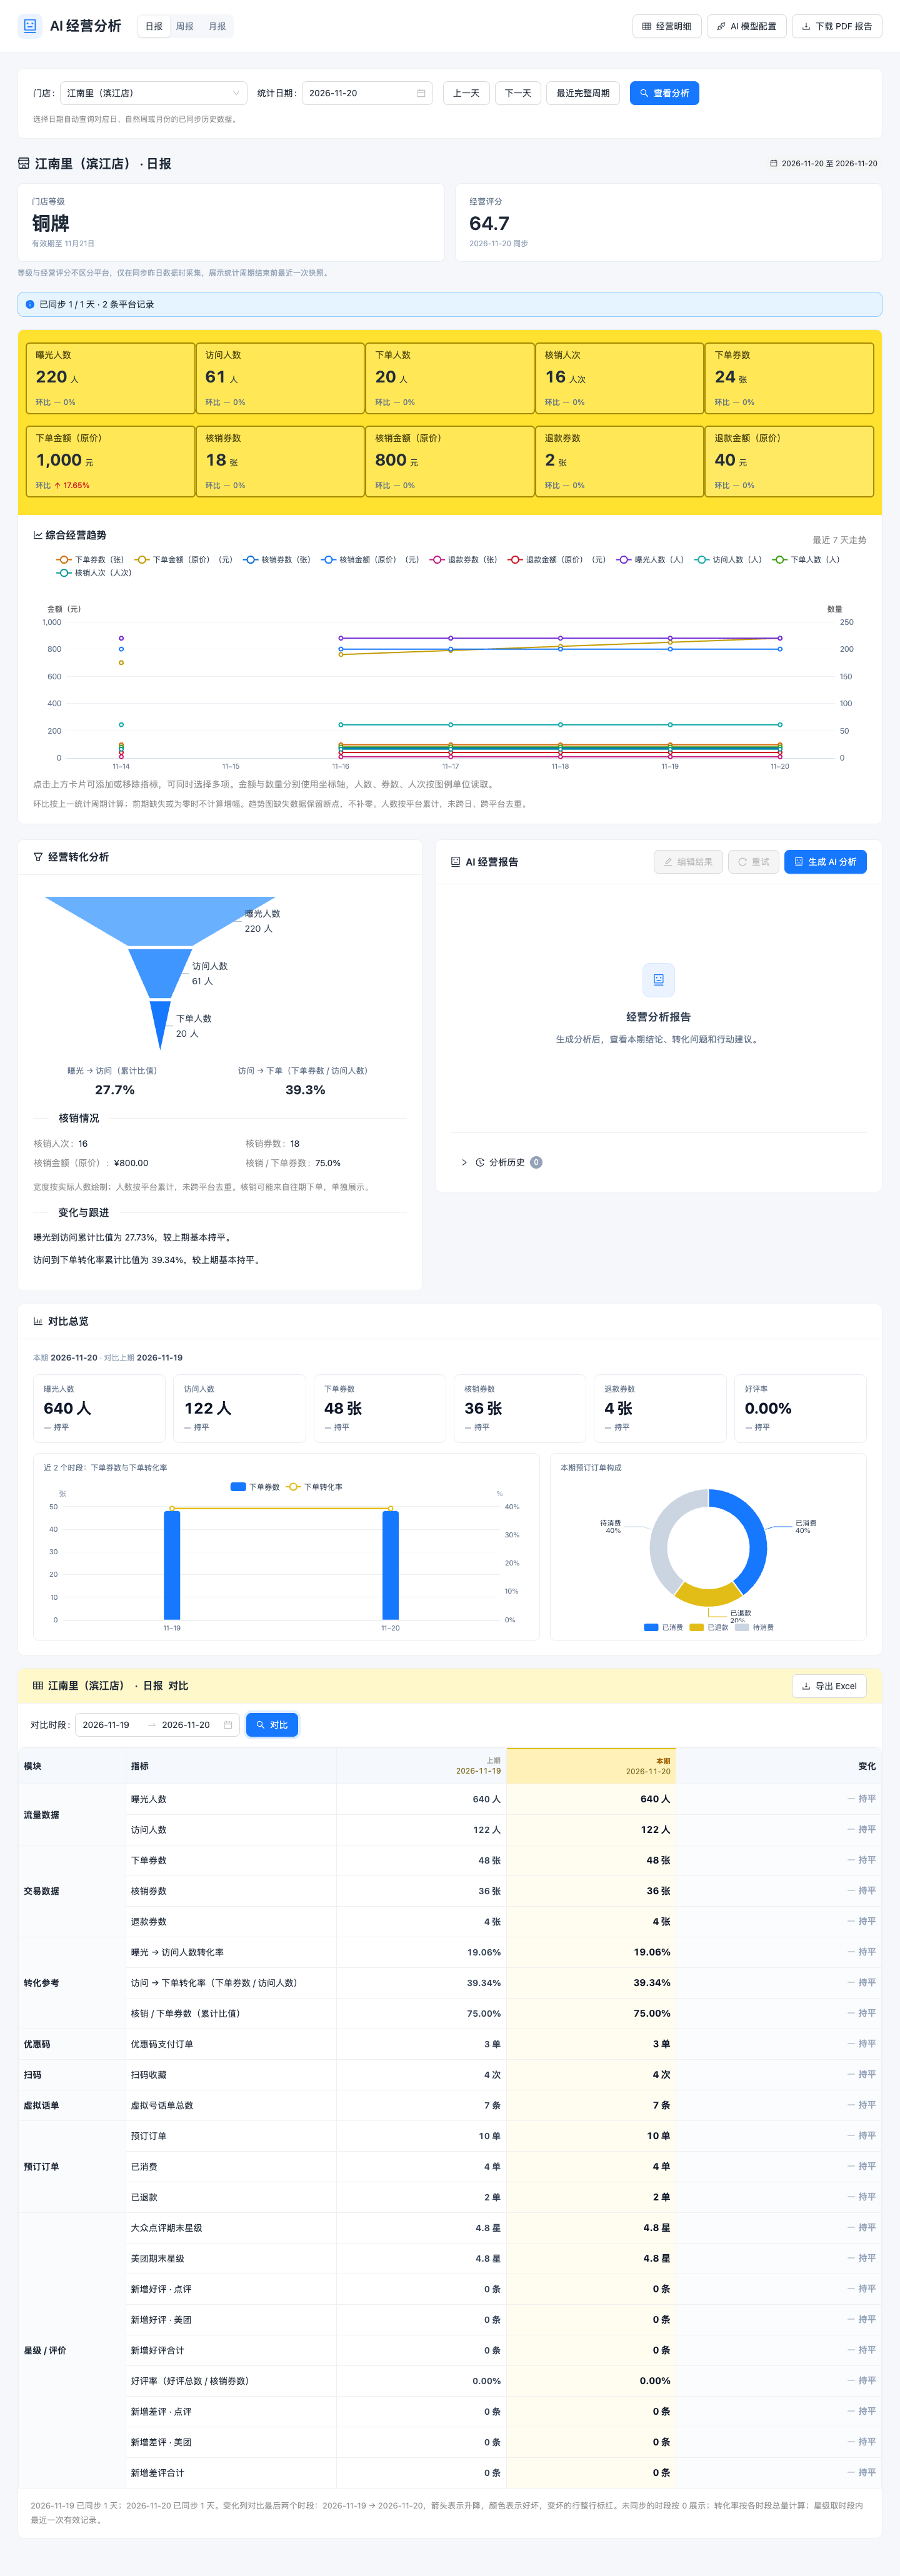 AI 经营分析 日报 周报 月报 经营明细 AI 模型配置 下载 PDF 报告
门店： 江南里（滨江店） 统计日期： 2026-11-20 上一天 下一天 最近完整周期 查看分析
选择日期自动查询对应日、自然周或月份的已同步历史数据。
江南里（滨江店） · 日报 2026-11-20 至 2026-11-20
门店等级
铜牌
有效期至 11月21日
经营评分
64.7
2026-11-20 同步
等级与经营评分不区分平台，仅在同步昨日数据时采集，展示统计周期结束前最近一次快照。
已同步 1 / 1 天 · 2 条平台记录
曝光人数 访问人数 下单人数 核销人次 下单券数
220 人 61 人 20 人 16 人次 24 张
环比 — 0% 环比 — 0% 环比 — 0% 环比 — 0% 环比 — 0%
下单金额（原价） 核销券数 核销金额（原价） 退款券数 退款金额（原价）
1,000 元 18 张 800 元 2 张 40 元
环比 ↑ 17.65% 环比 — 0% 环比 — 0% 环比 — 0% 环比 — 0%
综合经营趋势 最近 7 天走势
下单券数（张） 下单金额（原价）（元） 核销券数（张） 核销金额（原价）（元） 退款券数（张） 退款金额（原价）（元） 曝光人数（人） 访问人数（人） 下单人数（人）
核销人次（人次）
金额（元） 数量
1,000 250
800 200
600 150
400 100
200 50
0 0
11-14 11-15 11-16 11-17 11-18 11-19 11-20
点击上方卡片可添加或移除指标，可同时选择多项。金额与数量分别使用坐标轴，人数、券数、人次按图例单位读取。
环比按上一统计周期计算；前期缺失或为零时不计算增幅。趋势图缺失数据保留断点，不补零。人数按平台累计，未跨日、跨平台去重。
经营转化分析
曝光人数
220 人
访问人数
61 人
下单人数
20 人
曝光 → 访问（累计比值） 访问 → 下单（下单券数 / 访问人数）
27.7% 39.3%
核销情况
核销人次： 16 核销券数： 18
核销金额（原价）： ¥800.00 核销 / 下单券数： 75.0%
宽度按实际人数绘制；人数按平台累计，未跨平台去重。核销可能来自往期下单，单独展示。
变化与跟进
曝光到访问累计比值为 27.73%，较上期基本持平。
访问到下单转化率累计比值为 39.34%，较上期基本持平。
AI 经营报告 编辑结果 重试 生成 AI 分析
经营分析报告
生成分析后，查看本期结论、转化问题和行动建议。
分析历史 0
对比总览
本期 2026-11-20 · 对比上期 2026-11-19
曝光人数 访问人数 下单券数 核销券数 退款券数 好评率
640 人 122 人 48 张 36 张 4 张 0.00%
— 持平 — 持平 — 持平 — 持平 — 持平 — 持平
近 2 个时段：下单券数与下单转化率
下单券数 下单转化率
张 %
50 40%
40 30%
30 20%
20
10 10%
0 0%
11-19 11-20
本期预订订单构成
待消费
40%
已消费
40%
已退款
20%
已消费 已退款 待消费
江南里（滨江店） · 日报 对比 导出 Excel
对比时段： 2026-11-19 → 2026-11-20 对比
模块 指标 上期 2026-11-19 本期 2026-11-20 变化
流量数据 曝光人数 640 人 640 人 — 持平
访问人数 122 人 122 人 — 持平
交易数据 下单券数 48 张 48 张 — 持平
核销券数 36 张 36 张 — 持平
退款券数 4 张 4 张 — 持平
转化参考 曝光 → 访问人数转化率 19.06% 19.06% — 持平
访问 → 下单转化率（下单券数 / 访问人数） 39.34% 39.34% — 持平
核销 / 下单券数（累计比值） 75.00% 75.00% — 持平
优惠码 优惠码支付订单 3 单 3 单 — 持平
扫码 扫码收藏 4 次 4 次 — 持平
虚拟话单 虚拟号话单总数 7 条 7 条 — 持平
预订订单 预订订单 10 单 10 单 — 持平
已消费 4 单 4 单 — 持平
已退款 2 单 2 单 — 持平
星级 / 评价 大众点评期末星级 4.8 星 4.8 星 — 持平
美团期末星级 4.8 星 4.8 星 — 持平
新增好评 · 点评 0 条 0 条 — 持平
新增好评 · 美团 0 条 0 条 — 持平
新增好评合计 0 条 0 条 — 持平
好评率（好评总数 / 核销券数） 0.00% 0.00% — 持平
新增差评 · 点评 0 条 0 条 — 持平
新增差评 · 美团 0 条 0 条 — 持平
新增差评合计 0 条 0 条 — 持平
2026-11-19 已同步 1 天；2026-11-20 已同步 1 天。变化列对比最后两个时段：2026-11-19 → 2026-11-20，箭头表示升降，颜色表示好坏，变坏的行整行标红。未同步的时段按 0 展示；转化率按各时段总量计算；星级取时段内
最近一次有效记录。